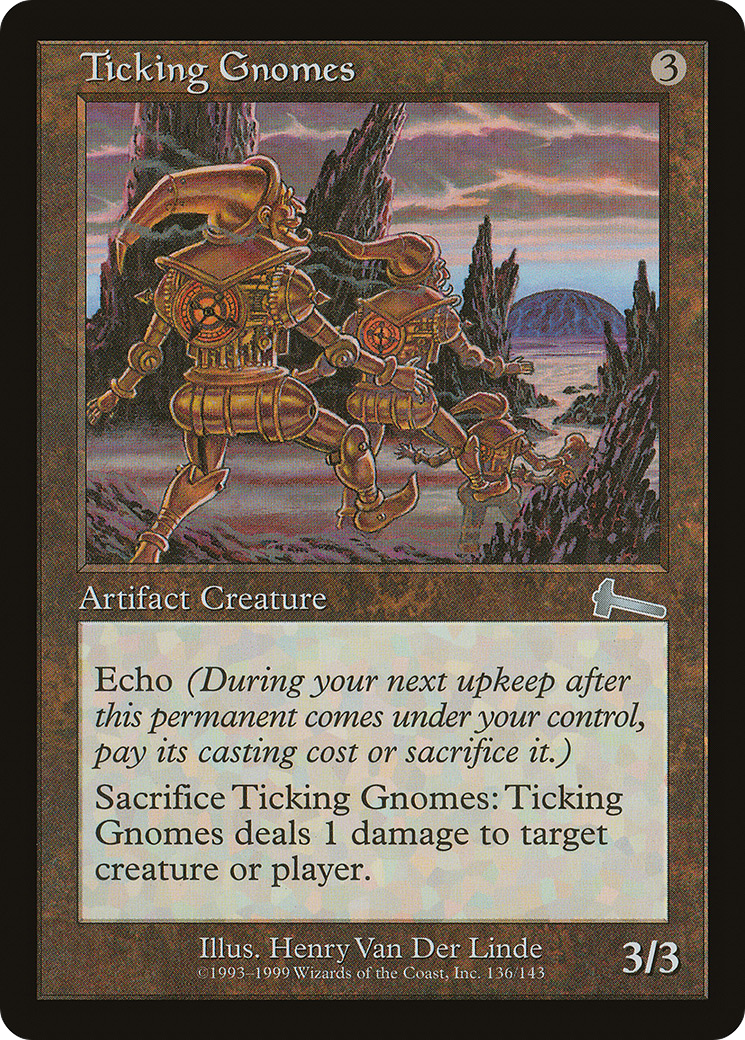 Ticking Gnomes 3
Artifact Creature
Echo (During your next upkeep after
this permanent comes under your control,
pay its casting cost or sacrifice it.)
Sacrifice Ticking Gnomes: Ticking
Gnomes deals 1 damage to target
creature or player.
Illus. Henry Van Der Linde
©1993–1999 Wizards of the Coast, Inc. 136/143
3/3